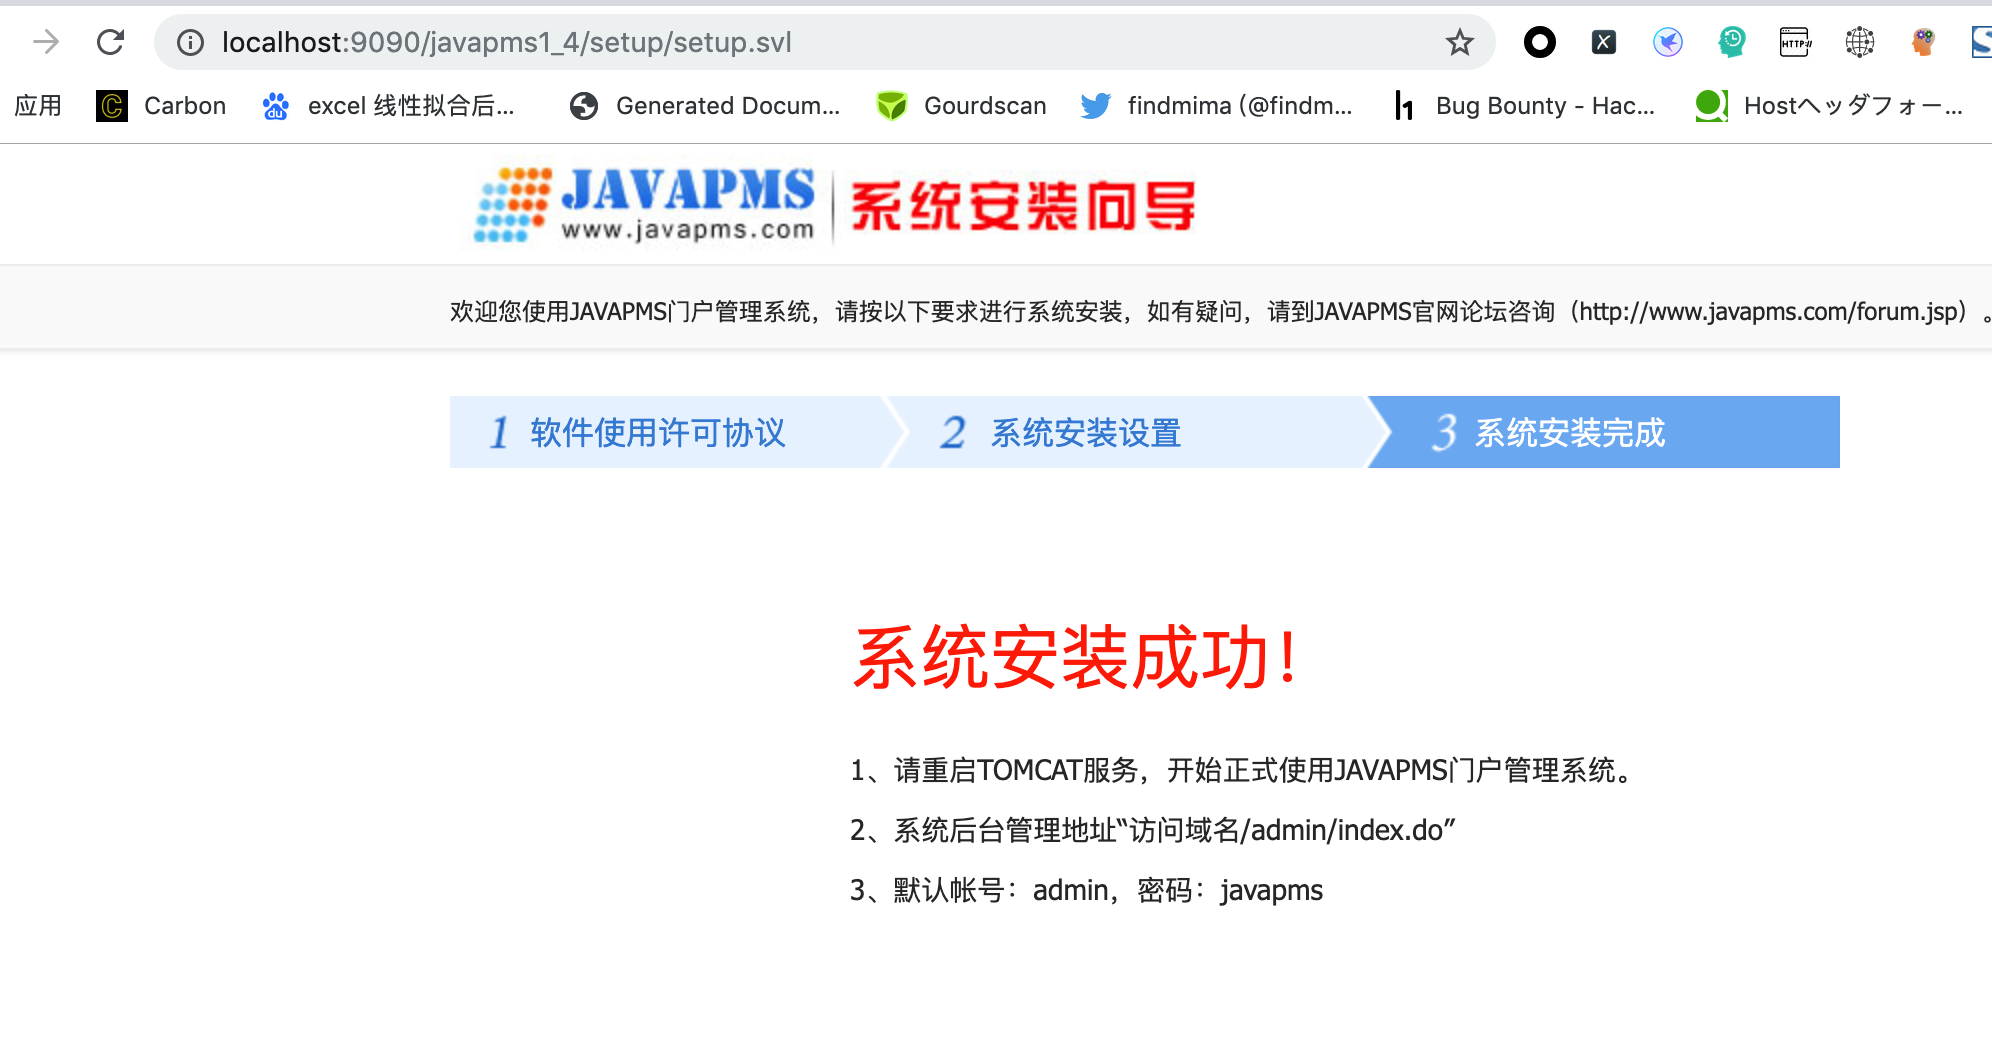 localhost:9090/javapms1_4/setup/setup.svl
HTTP://
应用 Carbon excel 线性拟合后... Generated Docum... Gourdscan findmima (@findm... Bug Bounty - Hac... Hostヘッダフォー...
JAVAPMS
www.javapms.com
系统安装向导
欢迎您使用JAVAPMS门户管理系统，请按以下要求进行系统安装，如有疑问，请到JAVAPMS官网论坛咨询（http://www.javapms.com/forum.jsp）。
1 软件使用许可协议 2 系统安装设置 3 系统安装完成
系统安装成功！
1、请重启TOMCAT服务，开始正式使用JAVAPMS门户管理系统。
2、系统后台管理地址“访问域名/admin/index.do”
3、默认帐号：admin，密码：javapms